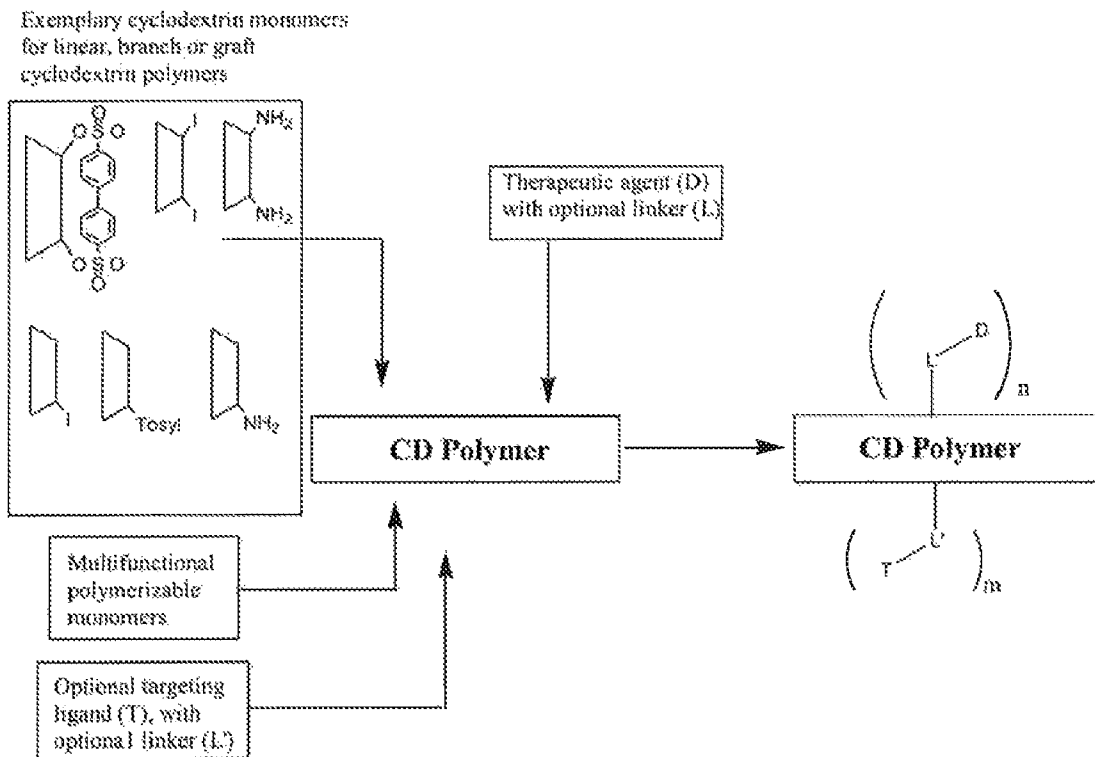 Exemplary cyclodextrin monomers
for linear, branch or graft
cyclodextrin polymers
O
O
S
O
O
S
O
O
I
I
NH2
NH2
I
Tosyl
NH2
Therapeutic agent (D)
with optional linker (L)
CD Polymer
Multifunctional
polymerizable
monomers
Optional targeting
ligand (T), with
optional linker (L')
L
D
n
CD Polymer
T
L'
m